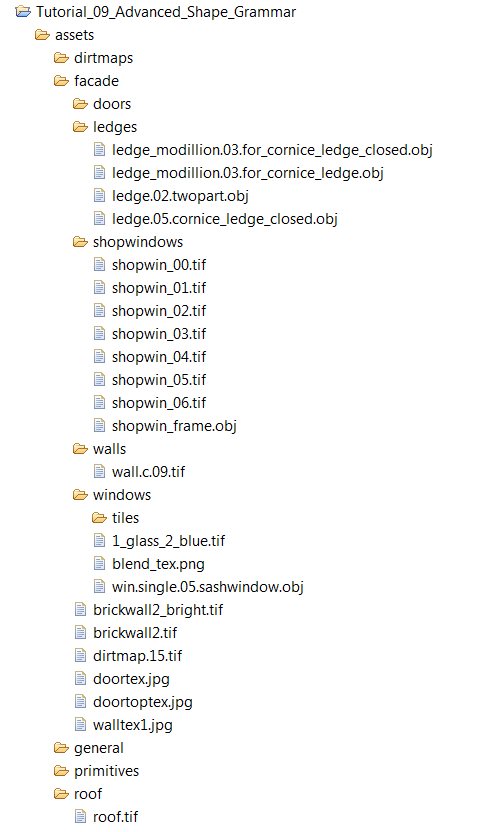 Tutorial_09_Advanced_Shape_Grammar
assets
dirtmaps
facade
doors
ledges
ledge_modillion.03.for_cornice_ledge_closed.obj
ledge_modillion.03.for_cornice_ledge.obj
ledge.02.twopart.obj
ledge.05.cornice_ledge_closed.obj
shopwindows
shopwin_00.tif
shopwin_01.tif
shopwin_02.tif
shopwin_03.tif
shopwin_04.tif
shopwin_05.tif
shopwin_06.tif
shopwin_frame.obj
walls
wall.c.09.tif
windows
tiles
1_glass_2_blue.tif
blend_tex.png
win.single.05.sashwindow.obj
brickwall2_bright.tif
brickwall2.tif
dirtmap.15.tif
doortex.jpg
doortoptex.jpg
walltex1.jpg
general
primitives
roof
roof.tif